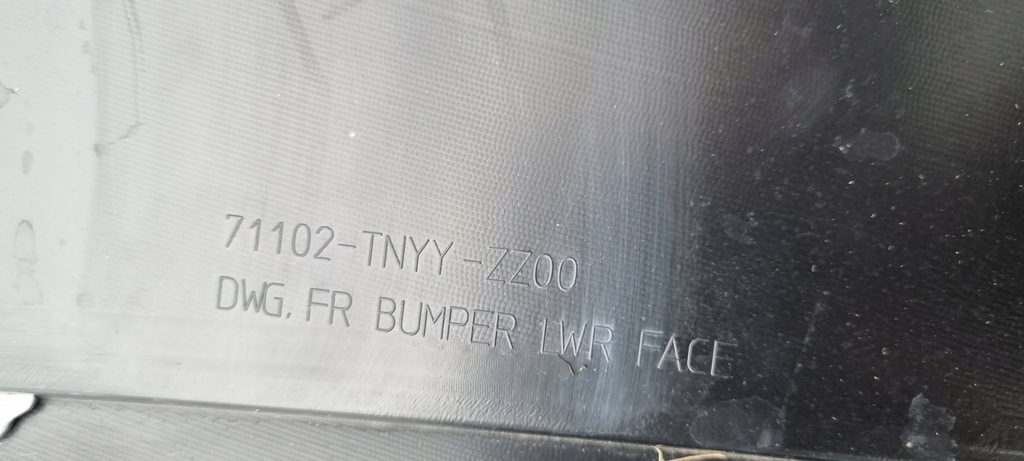 71102-TNYY-ZZ00
DWG. FR BUMPER LWR FACE